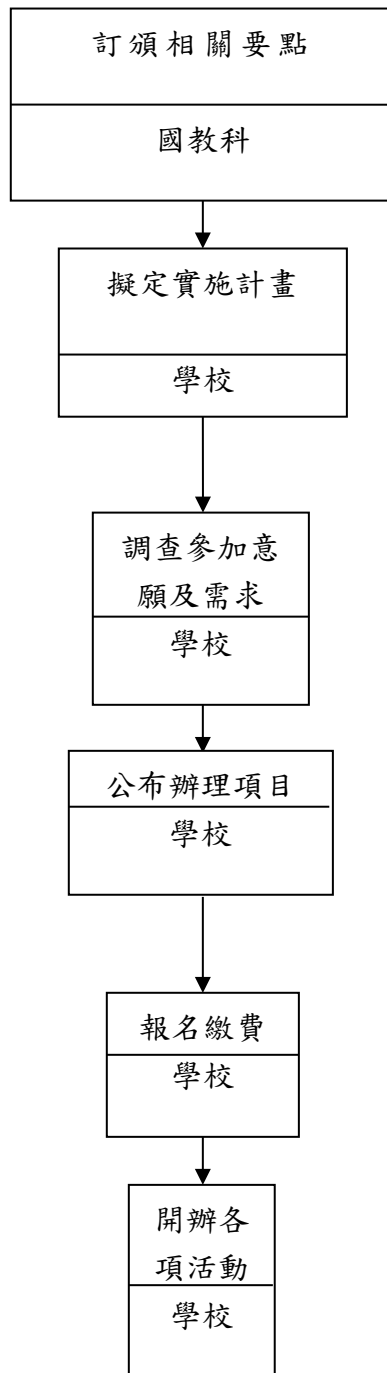 訂頒相關要點
國教科
擬定實施計畫
學校
調查參加意
願及需求
學校
公布辦理項目
學校
報名繳費
學校
開辦各
項活動
學校